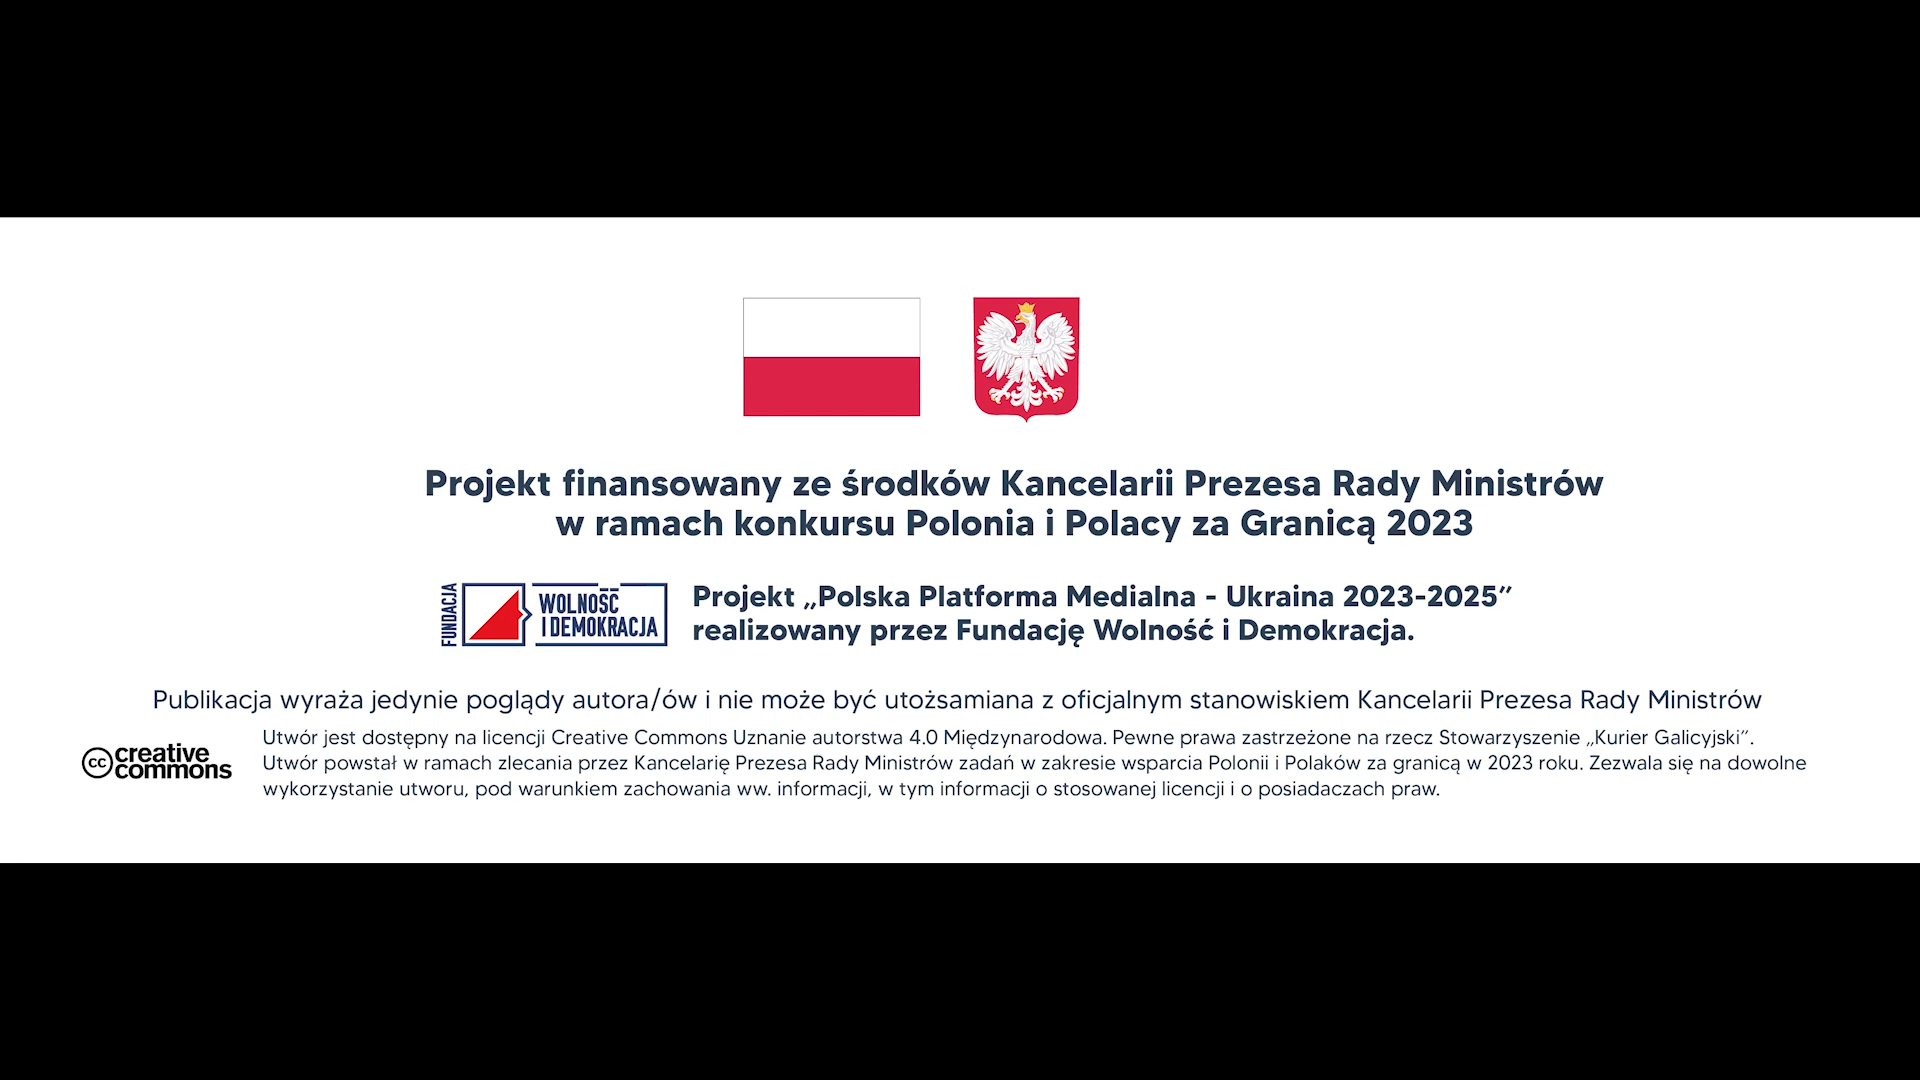 Projekt finansowany ze środków Kancelarii Prezesa Rady Ministrów
w ramach konkursu Polonia i Polacy za Granicą 2023
FUNDACJA
WOLNOŚĆ
I DEMOKRACJA
Projekt „Polska Platforma Medialna - Ukraina 2023-2025”
realizowany przez Fundację Wolność i Demokracja.
Publikacja wyraża jedynie poglądy autora/ów i nie może być utożsamiana z oficjalnym stanowiskiem Kancelarii Prezesa Rady Ministrów
cc creative
commons
Utwór jest dostępny na licencji Creative Commons Uznanie autorstwa 4.0 Międzynarodowa. Pewne prawa zastrzeżone na rzecz Stowarzyszenie „Kurier Galicyjski”.
Utwór powstał w ramach zlecania przez Kancelarię Prezesa Rady Ministrów zadań w zakresie wsparcia Polonii i Polaków za granicą w 2023 roku. Zezwala się na dowolne
wykorzystanie utworu, pod warunkiem zachowania ww. informacji, w tym informacji o stosowanej licencji i o posiadaczach praw.